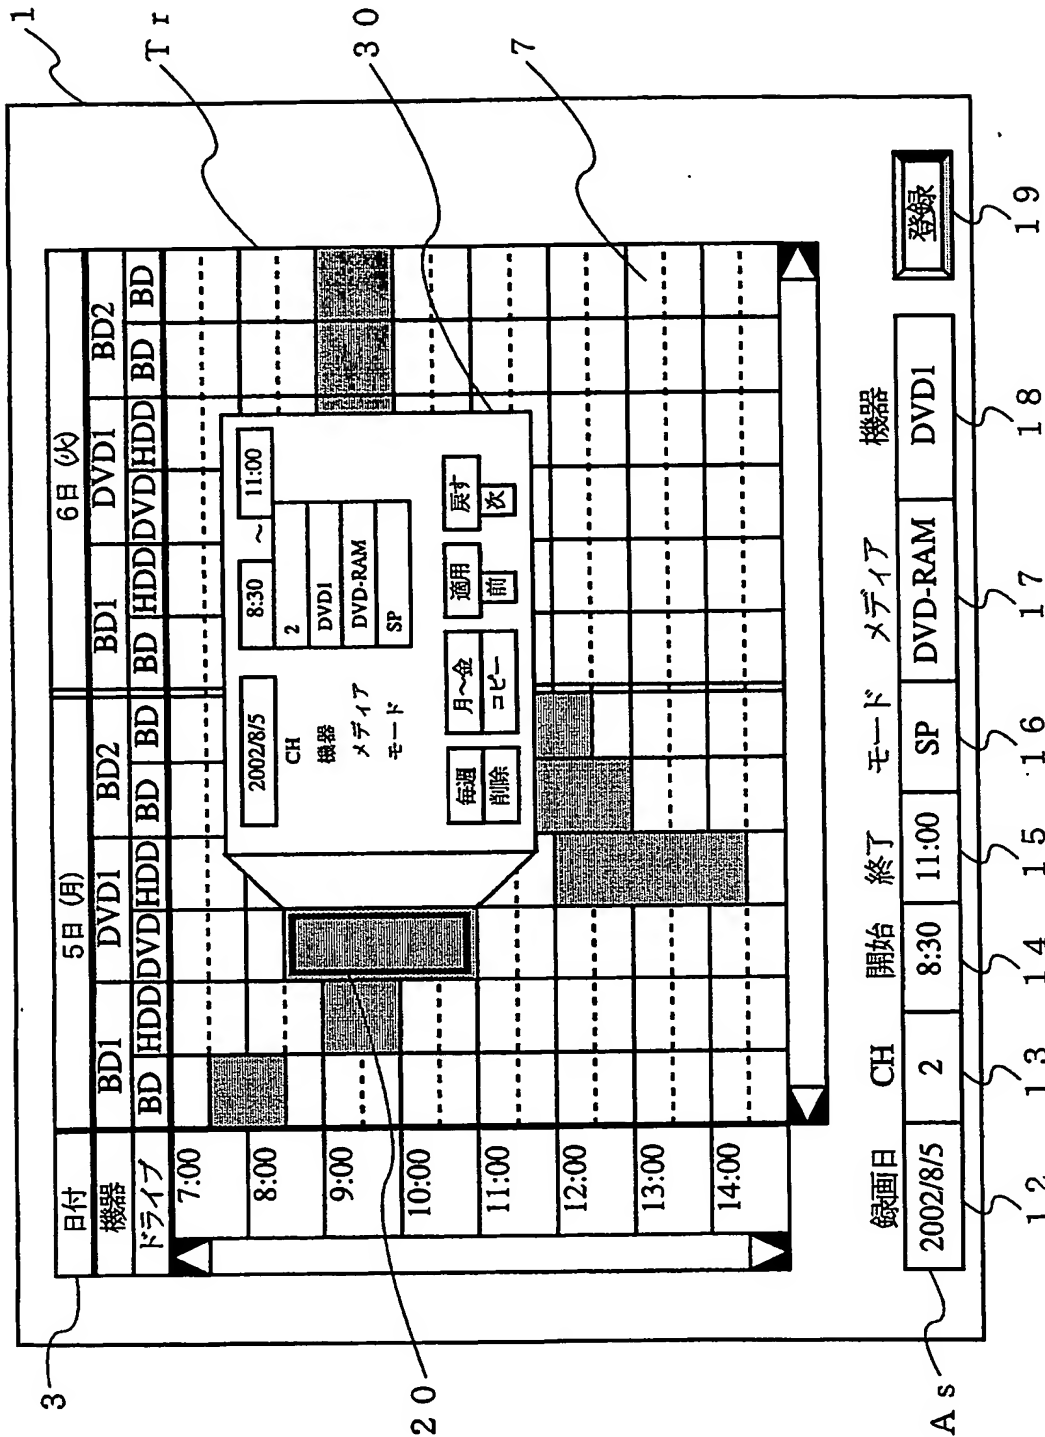 1
Tr
30
7
3
日付 5日 (月) 6日 (火)
機器 BD1 DVD1 BD2 BD1 DVD1 BD2
ドライブ BD HDD DVD HDD BD BD BD HDD DVD HDD BD BD
7:00
8:00
9:00
10:00
11:00
12:00
13:00
14:00
2002/8/5 8:30 ～ 11:00
CH 2
機器 DVD1
メディア DVD-RAM
モード SP
毎週 月～金 適用 戻す
削除 コピー 前 次
20
録画日 CH 開始 終了 モード メディア 機器
2002/8/5 2 8:30 11:00 SP DVD-RAM DVD1 登録
As
12 13 14 15 16 17 18 19